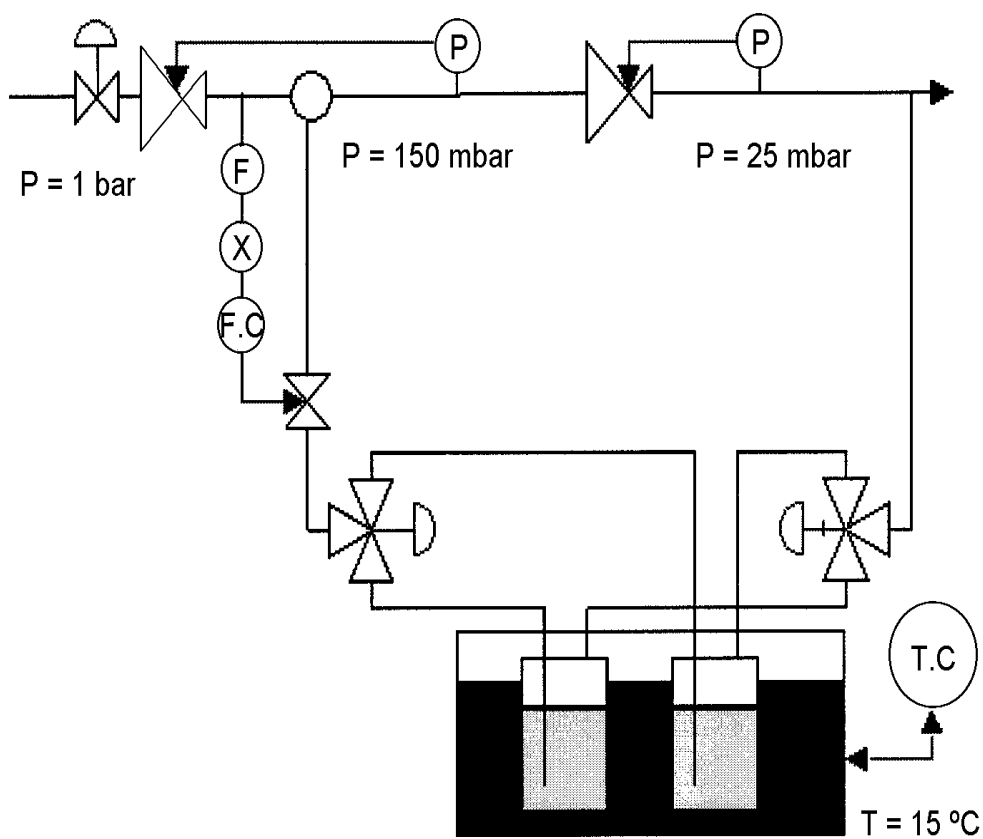 P
P
P = 1 bar
P = 150 mbar
P = 25 mbar
F
X
F.C
T.C
T = 15 ºC